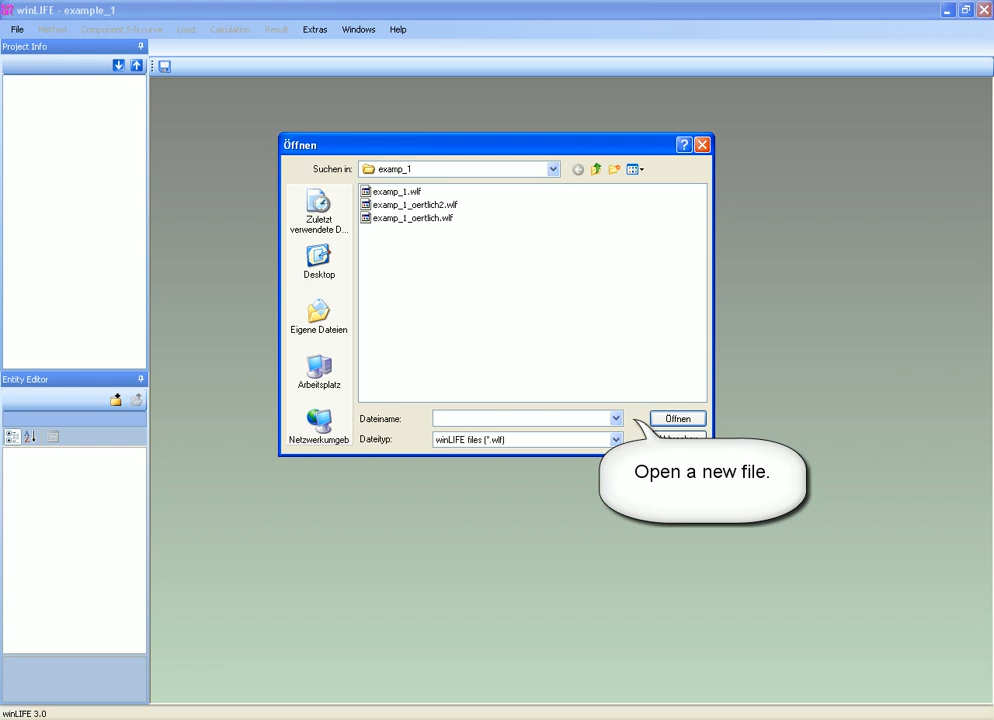 winLIFE - example_1
File Method Component S-N curve Load Calculation Result Extras Windows Help
Project Info
Öffnen
Suchen in: examp_1
examp_1.wlf
examp_1_oertlich2.wlf
examp_1_oertlich.wlf
Zuletzt
verwendete D...
Desktop
Eigene Dateien
Arbeitsplatz
Netzwerkumgeb
Dateiname: Öffnen
Dateityp: winLIFE files (*.wlf)
Open a new file.
Entity Editor
winLIFE 3.0